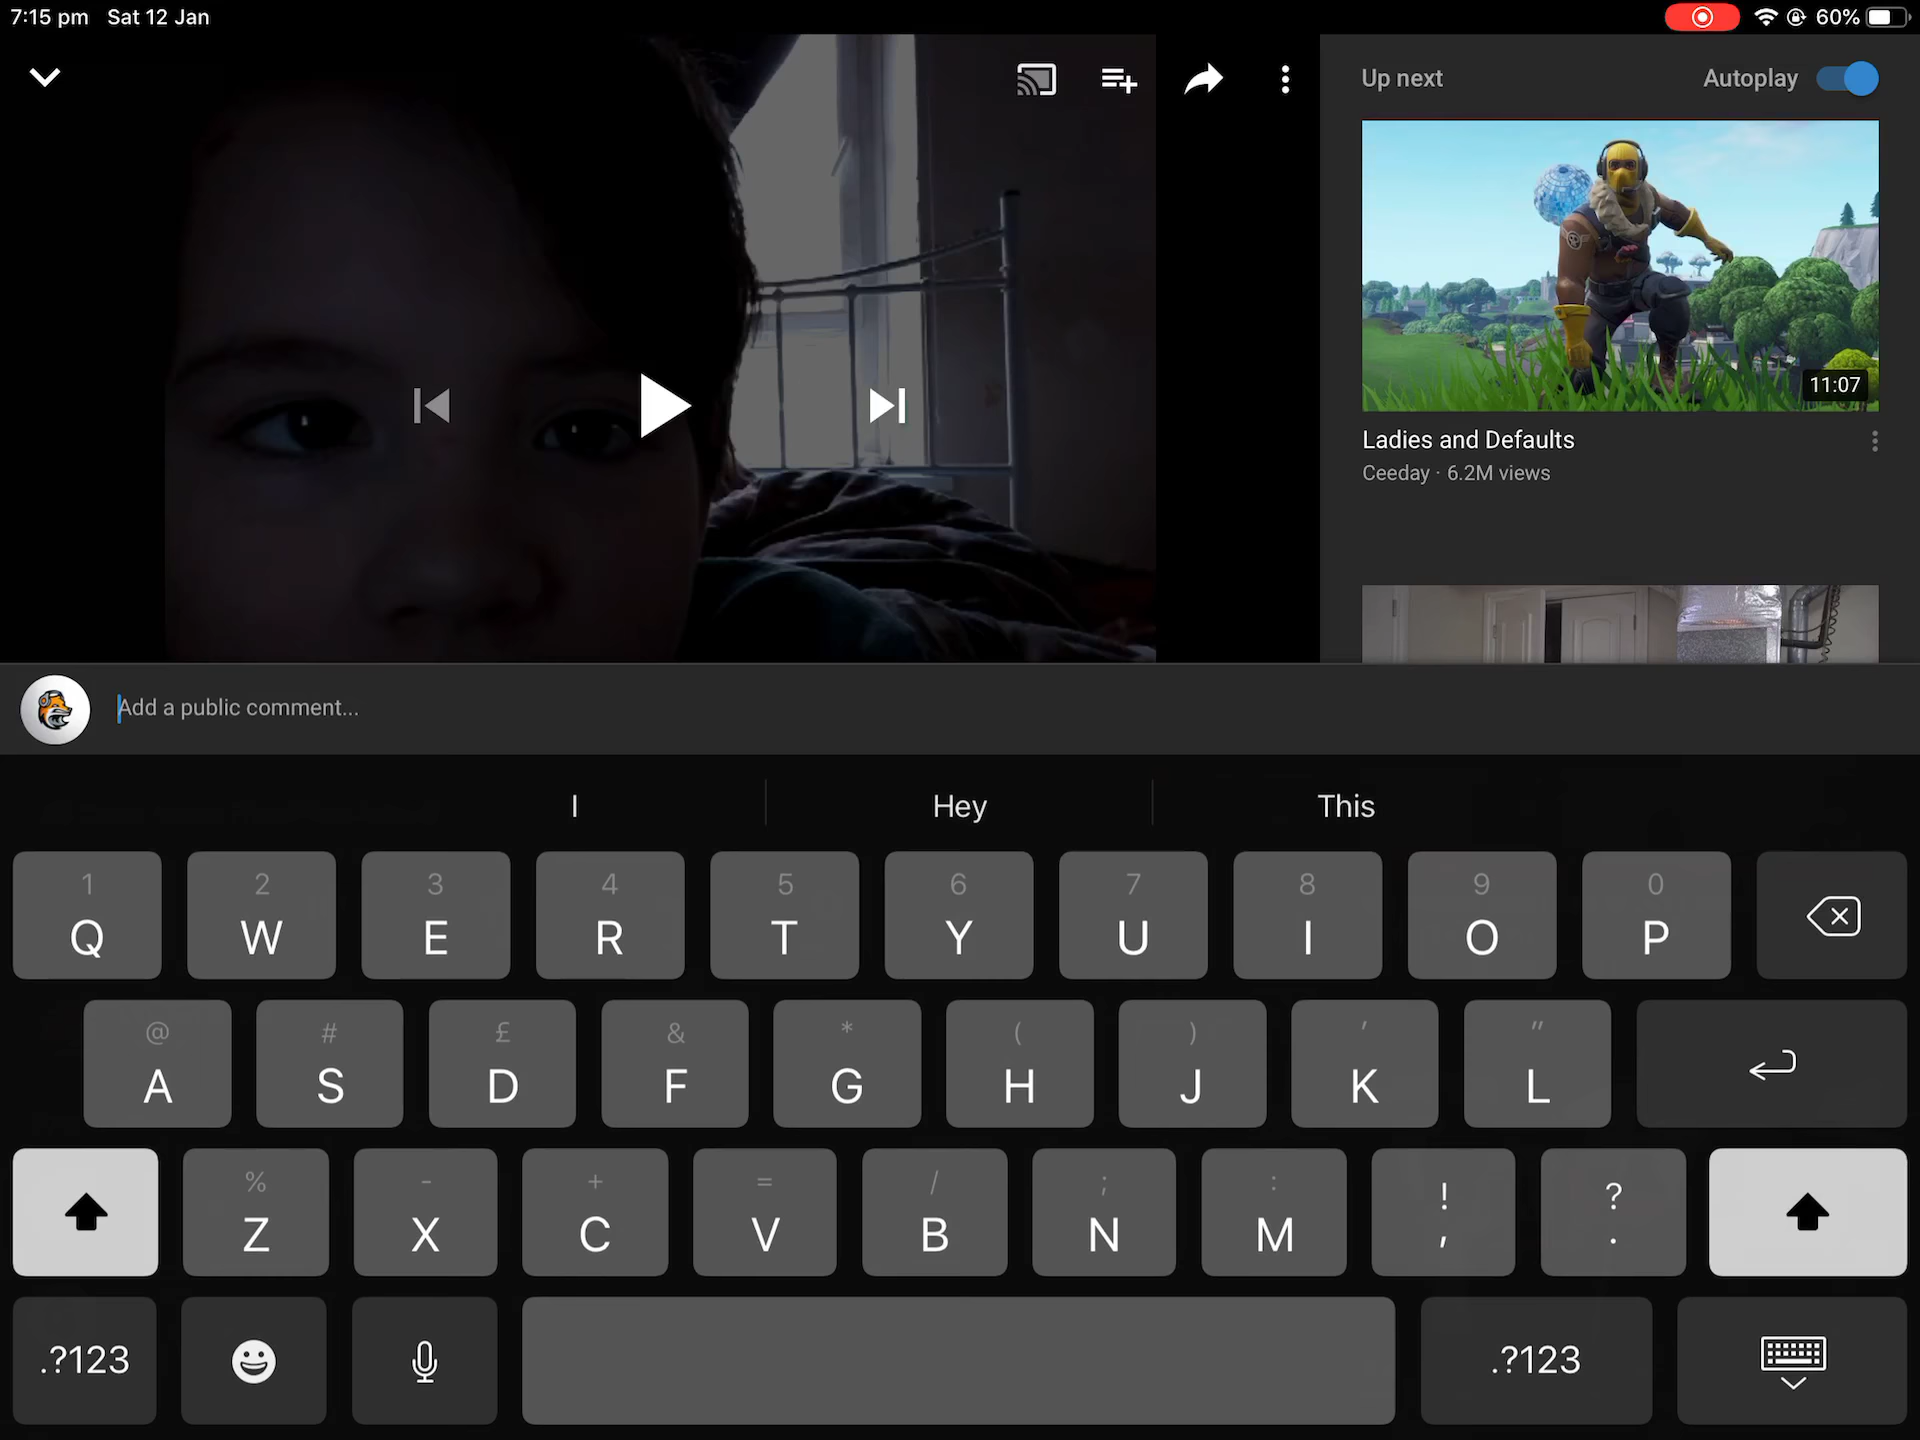 7:15 pm Sat 12 Jan
60%
Up next
Autoplay
11:07
Ladies and Defaults
Ceeday · 6.2M views
Add a public comment...
I
Hey
This
1 2 3 4 5 6 7 8 9 0
Q W E R T Y U I O P
@ # £ & * ( ) ' "
A S D F G H J K L
% - + = / ; : ! ?
Z X C V B N M , .
.?123
.?123